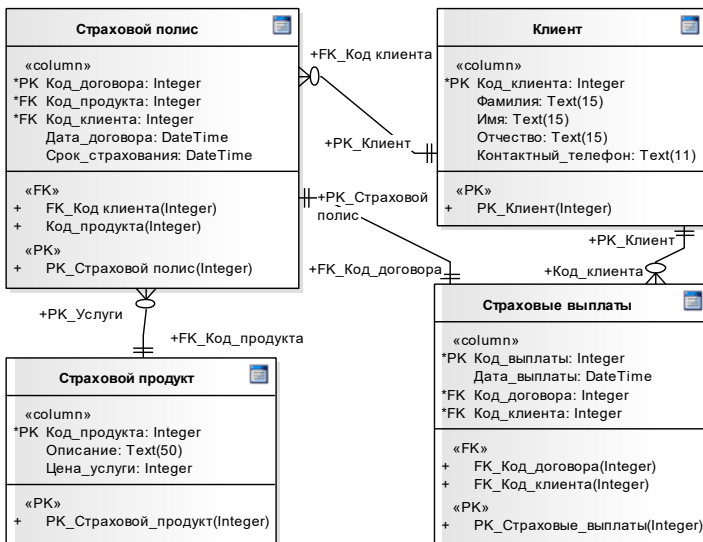 Страховой полис
«column»
*PK Код_договора: Integer
*FK Код_продукта: Integer
*FK Код_клиента: Integer
Дата_договора: DateTime
Срок_страхования: DateTime
«FK»
+ FK_Код клиента(Integer)
+ Код_продукта(Integer)
«PK»
+ PK_Страховой полис(Integer)
+FK_Код клиента
+PK_Клиент
Клиент
«column»
*PK Код_клиента: Integer
Фамилия: Text(15)
Имя: Text(15)
Отчество: Text(15)
Контактный_телефон: Text(11)
«PK»
+ PK_Клиент(Integer)
+PK_Страховой
полис
+FK_Код_договора
+PK_Клиент
+Код_клиента
+PK_Услуги
+FK_Код_продукта
Страховой продукт
«column»
*PK Код_продукта: Integer
Описание: Text(50)
Цена_услуги: Integer
«PK»
+ PK_Страховой_продукт(Integer)
Страховые выплаты
«column»
*PK Код_выплаты: Integer
Дата_выплаты: DateTime
*FK Код_договора: Integer
*FK Код_клиента: Integer
«FK»
+ FK_Код_договора(Integer)
+ FK_Код_клиента(Integer)
«PK»
+ PK_Страховые_выплаты(Integer)